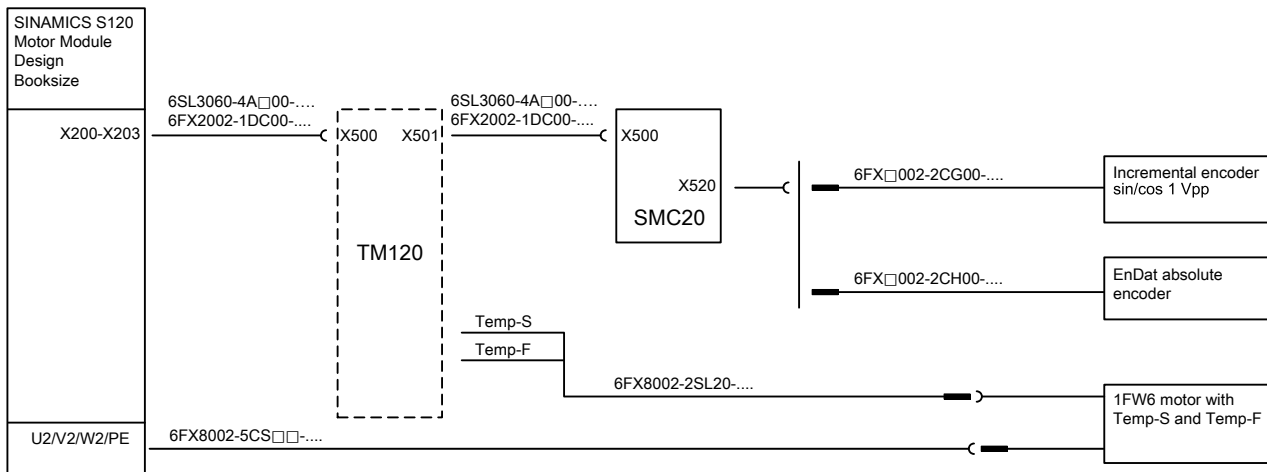 SINAMICS S120
Motor Module
Design
Booksize
6SL3060-4A□00-....
6FX2002-1DC00-....
6SL3060-4A□00-....
6FX2002-1DC00-....
X200-X203
X500
X501
X500
X520
SMC20
TM120
6FX□002-2CG00-....
Incremental encoder
sin/cos 1 Vpp
6FX□002-2CH00-....
EnDat absolute
encoder
Temp-S
Temp-F
6FX8002-2SL20-....
1FW6 motor with
Temp-S and Temp-F
U2/V2/W2/PE
6FX8002-5CS□□-....